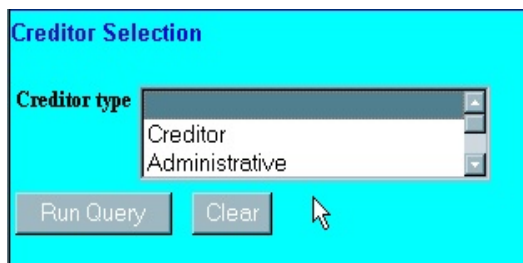 Creditor Selection
Creditor type
Creditor
Administrative
Run Query Clear